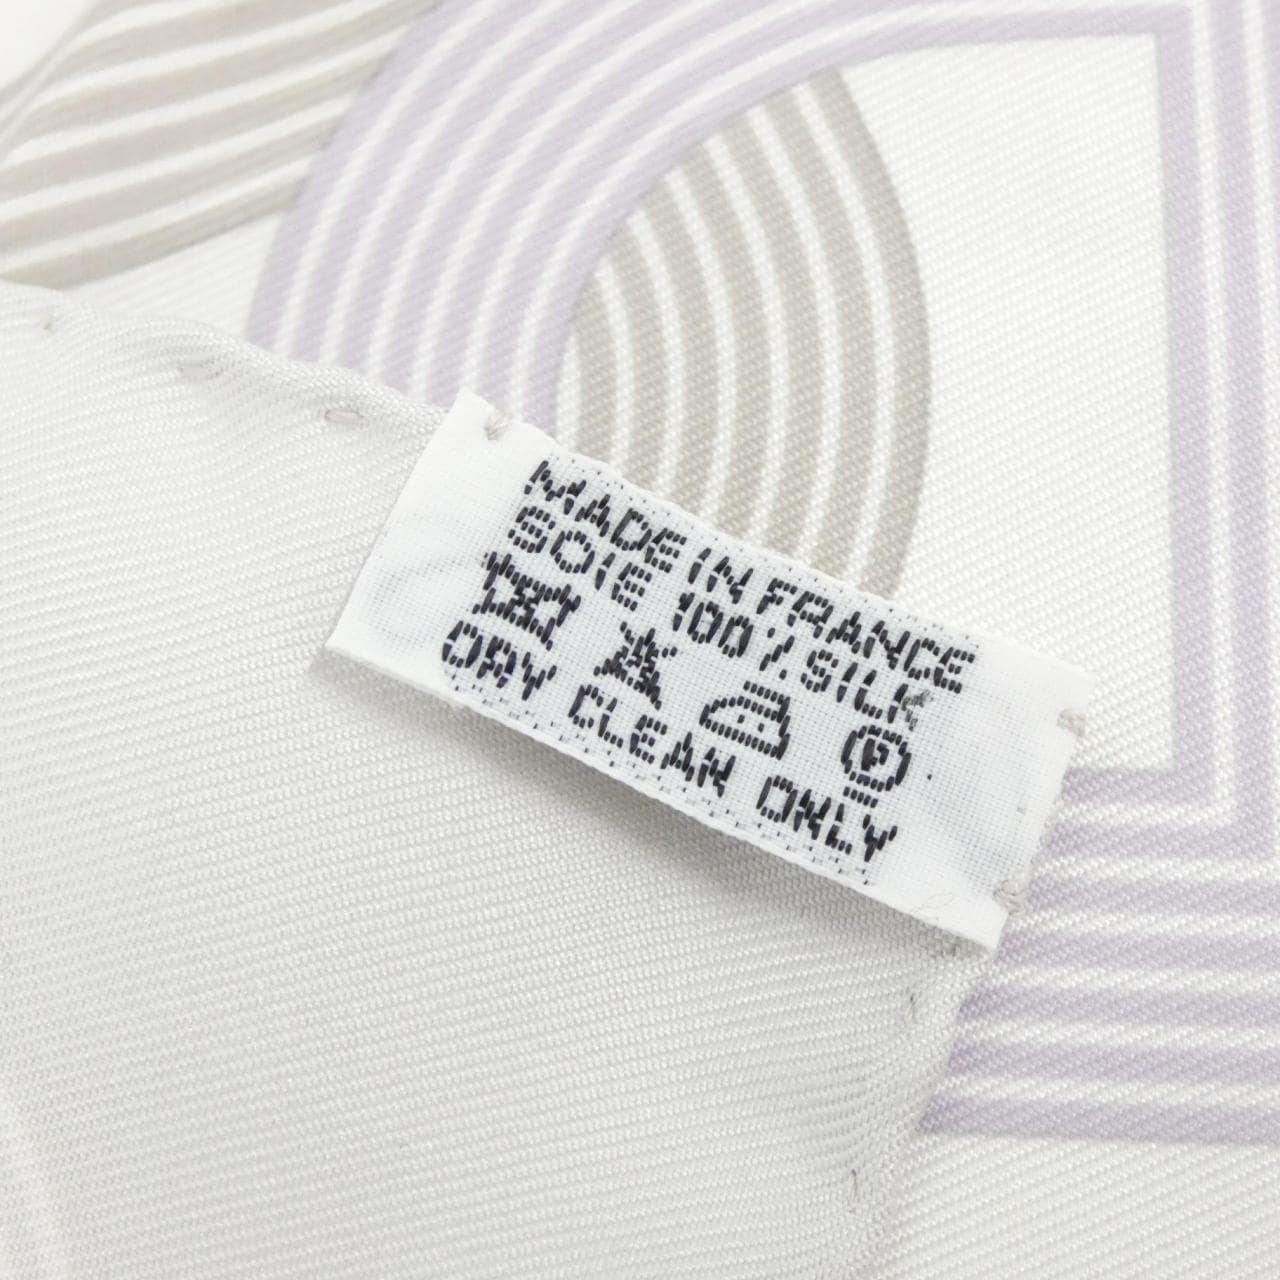 MADE IN FRANCE
SOIE 100% SILK
P
DRY CLEAN ONLY